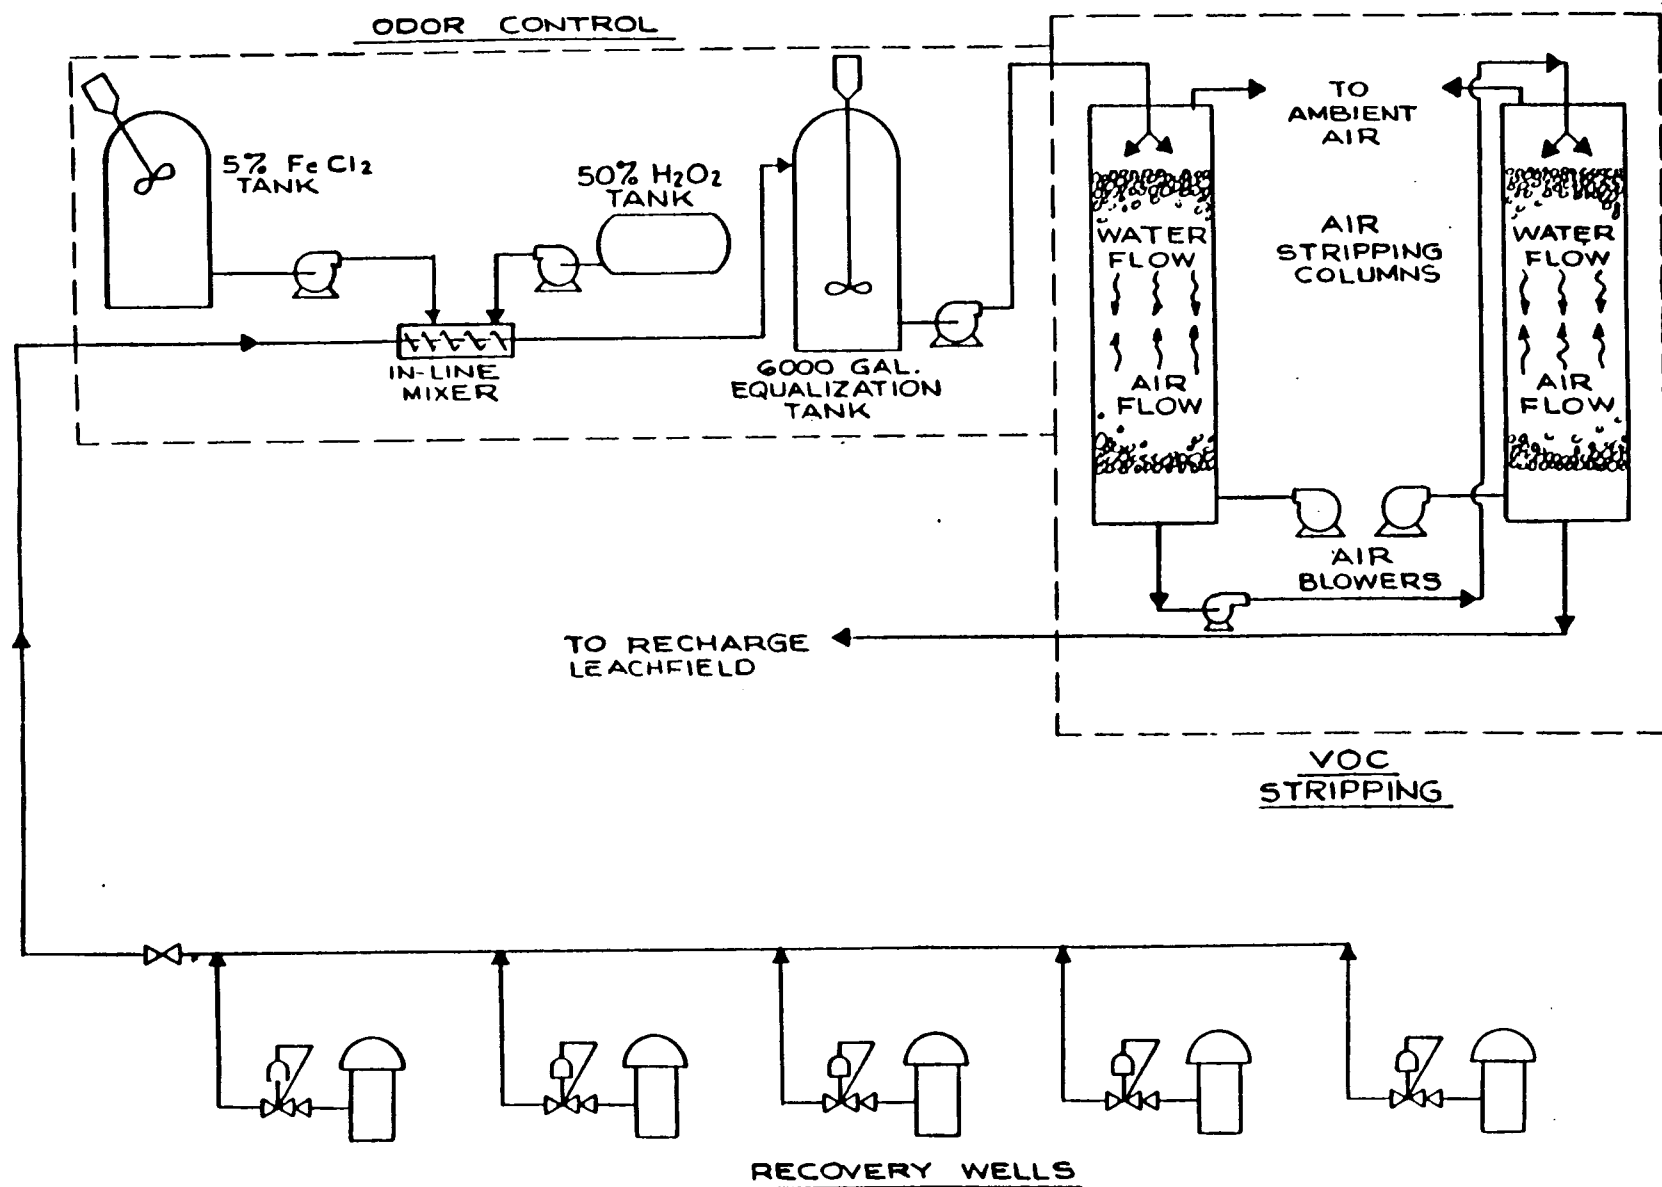 ODOR CONTROL
5% FeCl2
TANK
50% H2O2
TANK
IN-LINE
MIXER
6000 GAL.
EQUALIZATION
TANK
TO
AMBIENT
AIR
WATER
FLOW
AIR
FLOW
AIR
STRIPPING
COLUMNS
WATER
FLOW
AIR
FLOW
AIR
BLOWERS
TO RECHARGE
LEACHFIELD
VOC
STRIPPING
RECOVERY WELLS